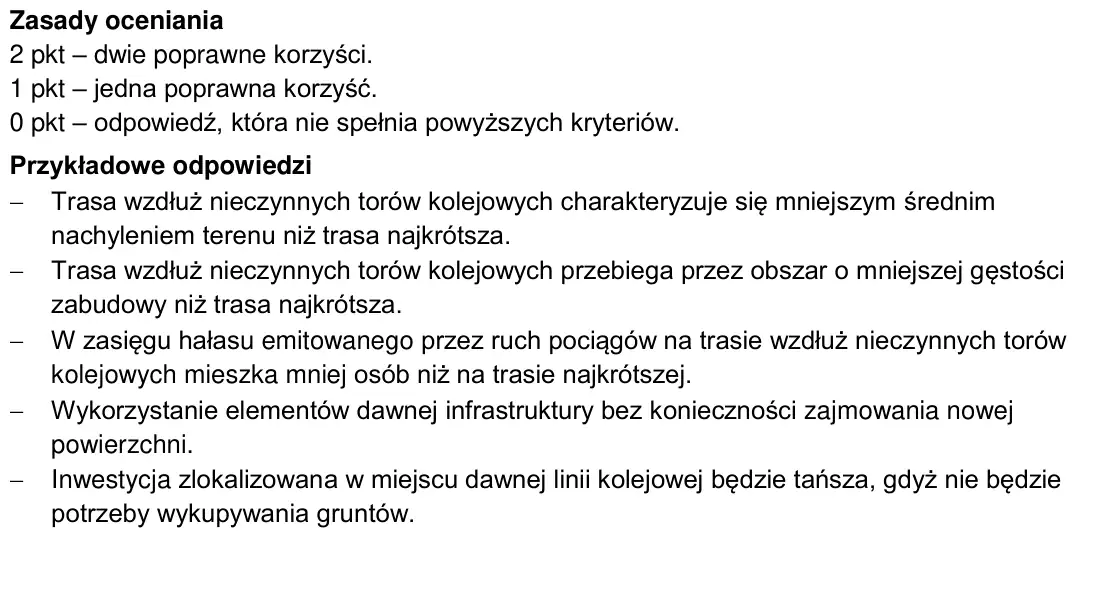 Zasady oceniania
2 pkt – dwie poprawne korzyści.
1 pkt – jedna poprawna korzyść.
0 pkt – odpowiedź, która nie spełnia powyższych kryteriów.
Przykładowe odpowiedzi
– Trasa wzdłuż nieczynnych torów kolejowych charakteryzuje się mniejszym średnim
nachyleniem terenu niż trasa najkrótsza.
– Trasa wzdłuż nieczynnych torów kolejowych przebiega przez obszar o mniejszej gęstości
zabudowy niż trasa najkrótsza.
– W zasięgu hałasu emitowanego przez ruch pociągów na trasie wzdłuż nieczynnych torów
kolejowych mieszka mniej osób niż na trasie najkrótszej.
– Wykorzystanie elementów dawnej infrastruktury bez konieczności zajmowania nowej
powierzchni.
– Inwestycja zlokalizowana w miejscu dawnej linii kolejowej będzie tańsza, gdyż nie będzie
potrzeby wykupywania gruntów.